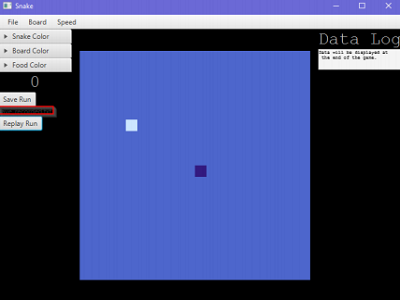 Snake
File Board Speed
Snake Color
Board Color
Food Color
0
Save Run
Replay Run
Data Log
Data will be displayed at
the end of the game.